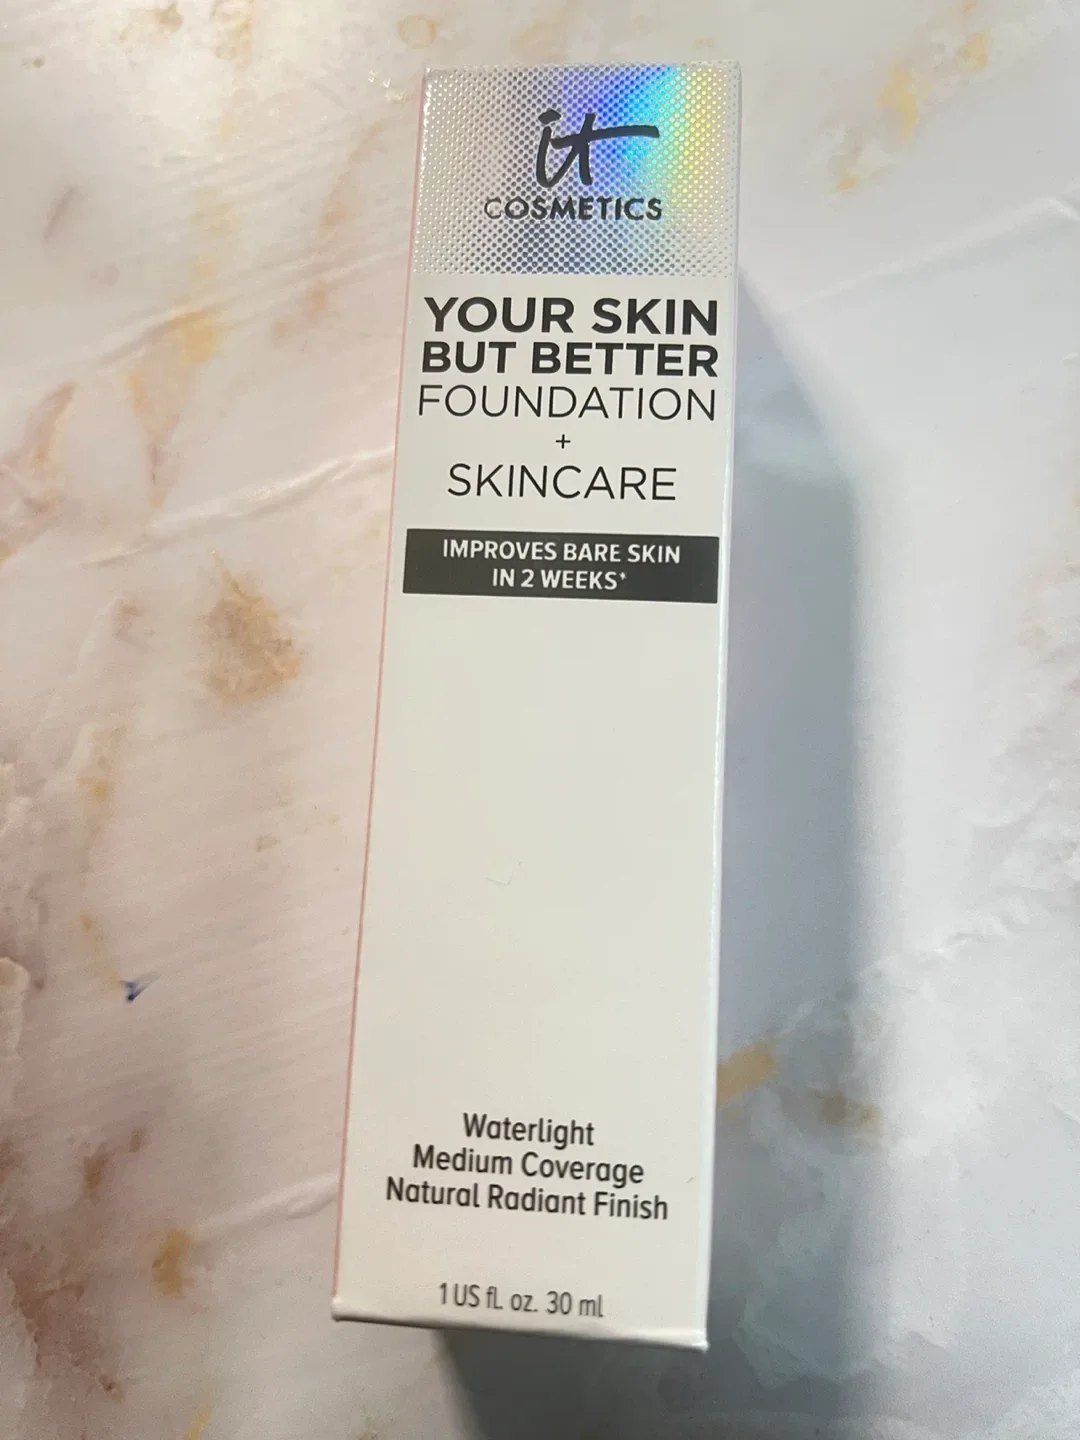 it
COSMETICS
YOUR SKIN
BUT BETTER
FOUNDATION
+
SKINCARE
IMPROVES BARE SKIN
IN 2 WEEKS*
Waterlight
Medium Coverage
Natural Radiant Finish
1 US fl. oz. 30 ml